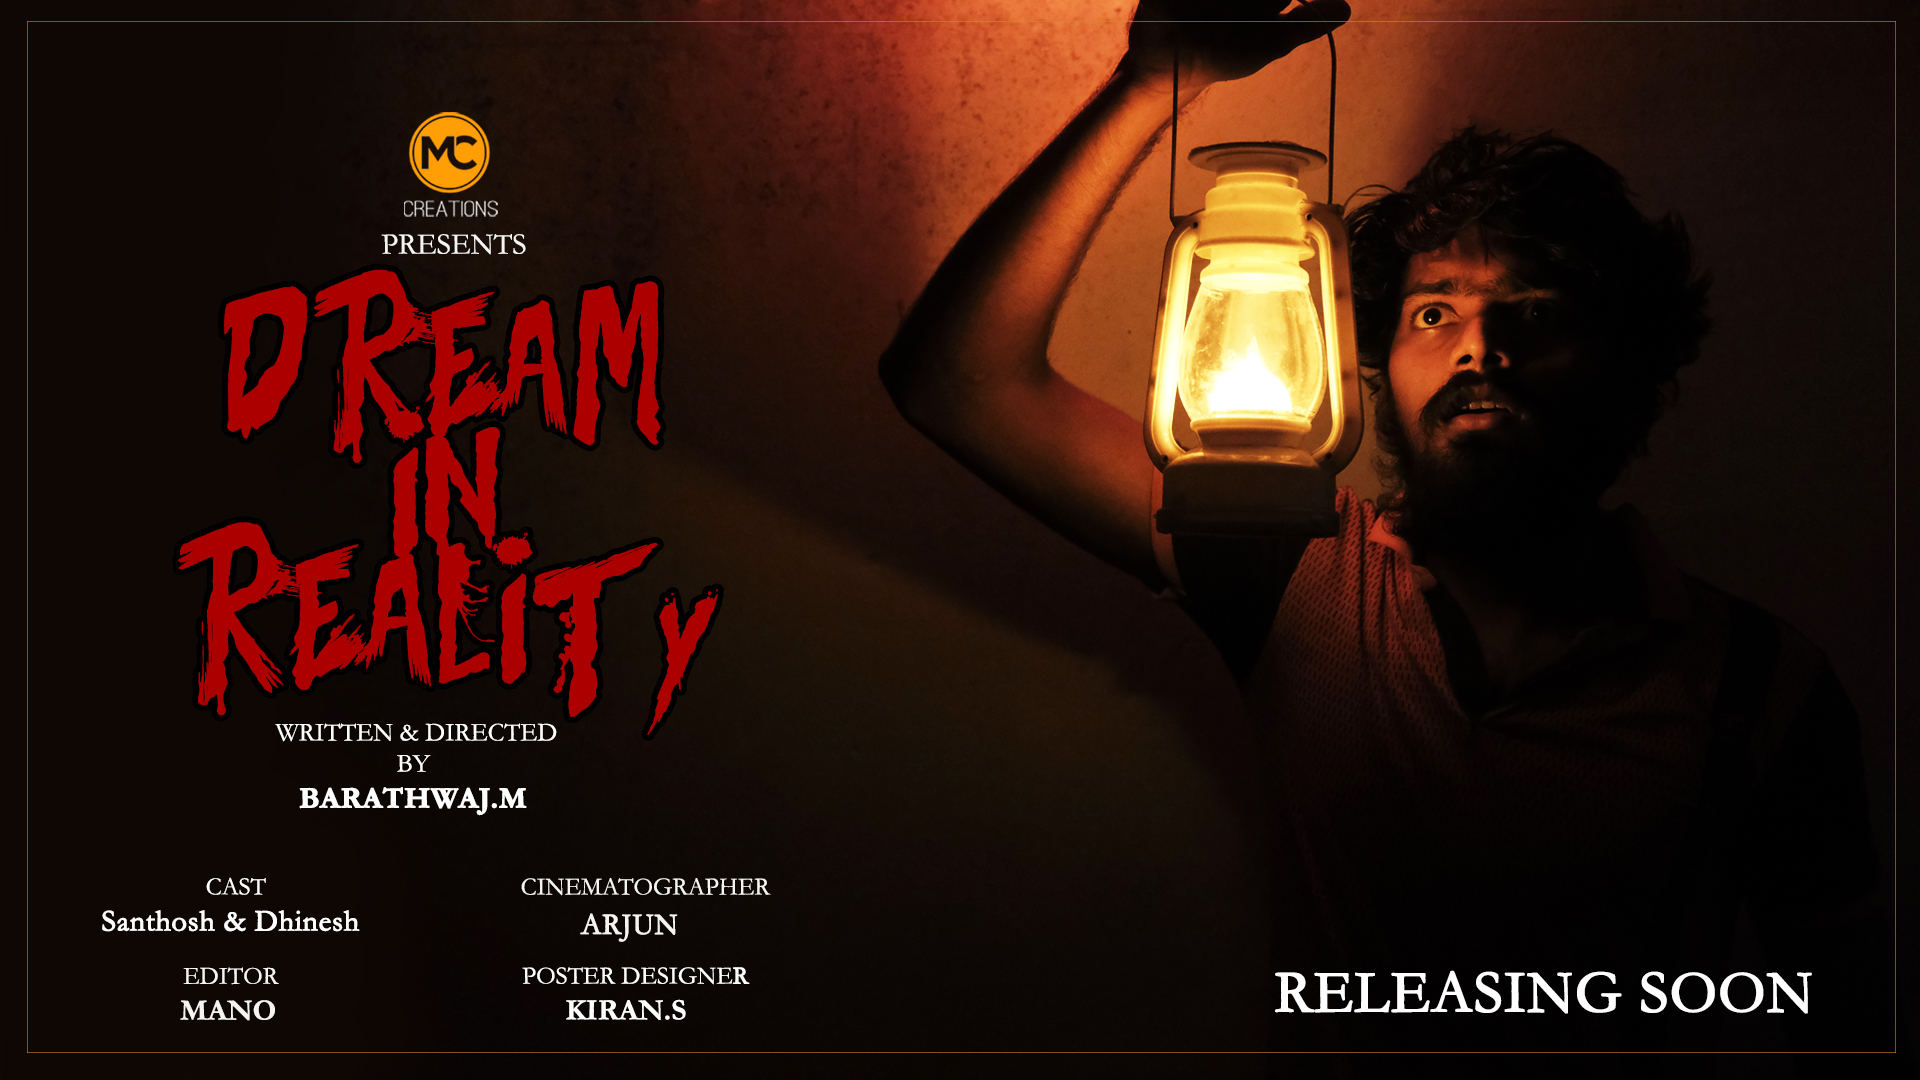 MC
CREATIONS
PRESENTS
DREAM
IN
REALITY
WRITTEN & DIRECTED
BY
BARATHWAJ.M
CAST
Santhosh & Dhinesh
CINEMATOGRAPHER
ARJUN
EDITOR
MANO
POSTER DESIGNER
KIRAN.S
RELEASING SOON